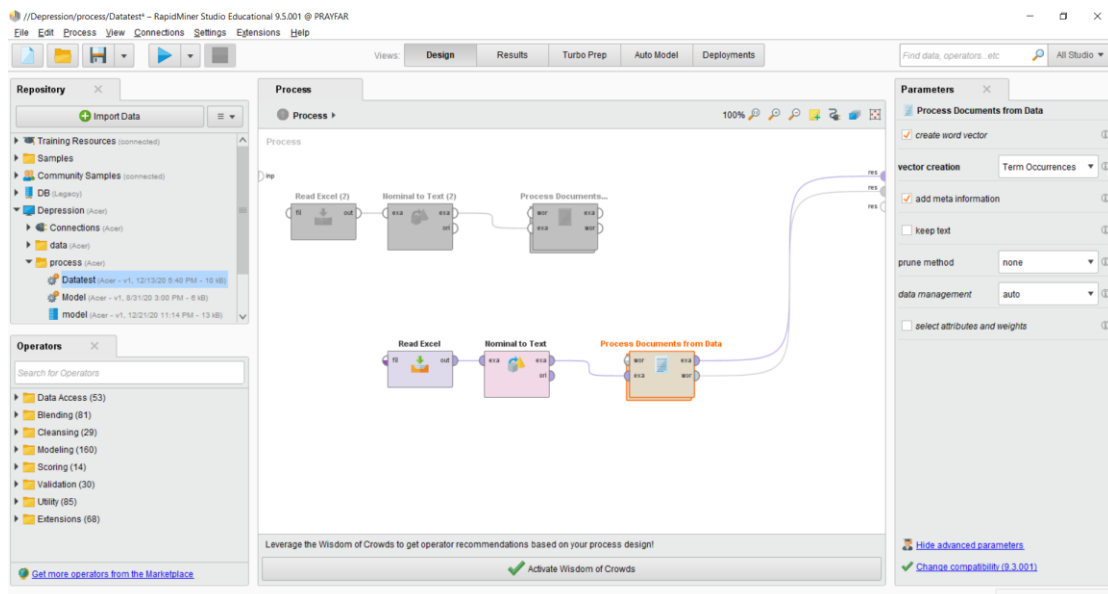 //Depression/process/Datatest* – RapidMiner Studio Educational 9.5.001 @ PRAYFAR
File Edit Process View Connections Settings Extensions Help
Views: Design Results Turbo Prep Auto Model Deployments
Find data, operators...etc All Studio
Repository
Import Data
Training Resources (connected)
Samples
Community Samples (connected)
DB (Legacy)
Depression (Acer)
Connections (Acer)
data (Acer)
process (Acer)
Datatest (Acer - v1, 12/13/20 5:40 PM - 18 kB)
Model (Acer - v1, 8/31/20 3:00 PM - 6 kB)
model (Acer - v1, 12/21/20 11:14 PM - 13 kB)
Operators
Search for Operators
Data Access (53)
Blending (81)
Cleansing (29)
Modeling (160)
Scoring (14)
Validation (30)
Utility (85)
Extensions (68)
Get more operators from the Marketplace
Process
Process
100%
Process
inp
res
res
res
Read Excel (2)
fil out
Nominal to Text (2)
exa exa
ori
Process Documents...
wor exa
exa wor
Read Excel
fil out
Nominal to Text
exa exa
ori
Process Documents from Data
wor exa
exa wor
Leverage the Wisdom of Crowds to get operator recommendations based on your process design!
Activate Wisdom of Crowds
Parameters
Process Documents from Data
create word vector
vector creation Term Occurrences
add meta information
keep text
prune method none
data management auto
select attributes and weights
Hide advanced parameters
Change compatibility (9.3.001)